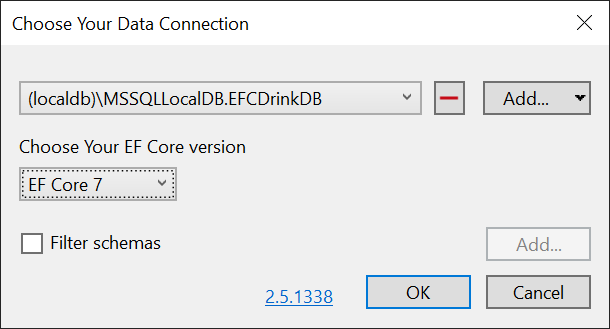 Choose Your Data Connection
(localdb)\MSSQLLocalDB.EFCDrinkDB
Add...
Choose Your EF Core version
EF Core 7
Filter schemas
Add...
2.5.1338
OK
Cancel